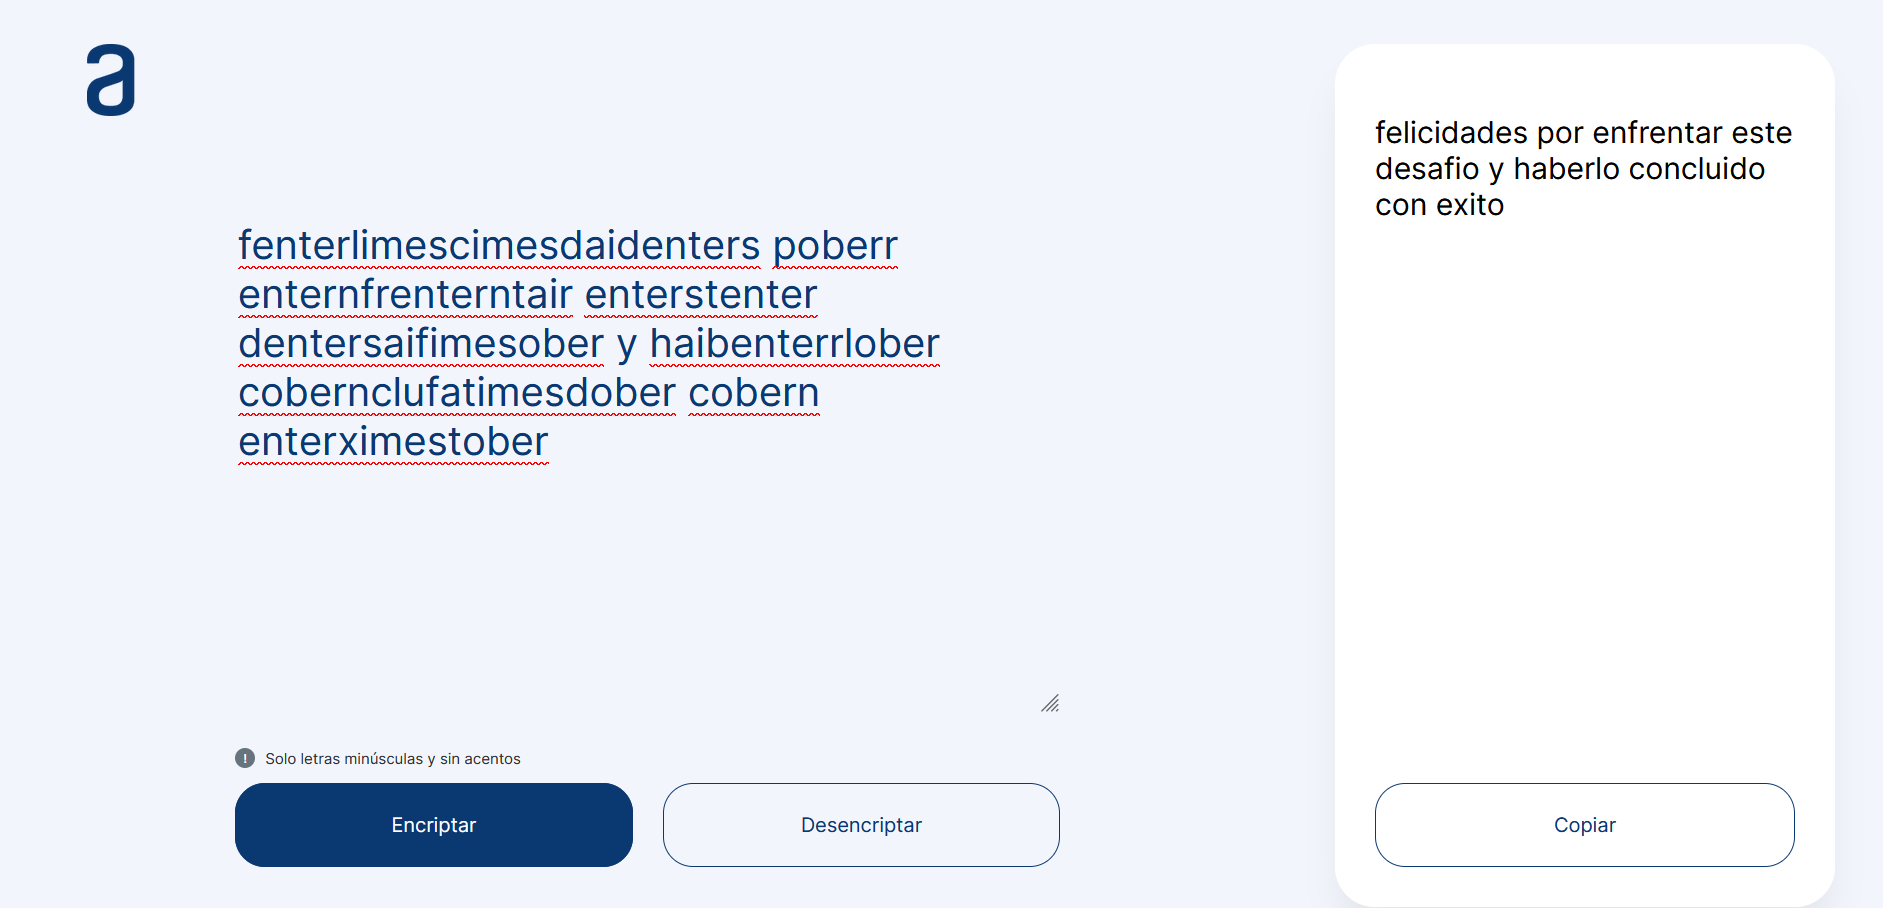 a
fenterlimescimesdaidenters poberr
enternfrenterntair enterstenter
dentersaifimesober y haibenterrlober
cobernclufatimesdober cobern
enterximestober
Solo letras minúsculas y sin acentos
Encriptar
Desencriptar
felicidades por enfrentar este
desafio y haberlo concluido
con exito
Copiar